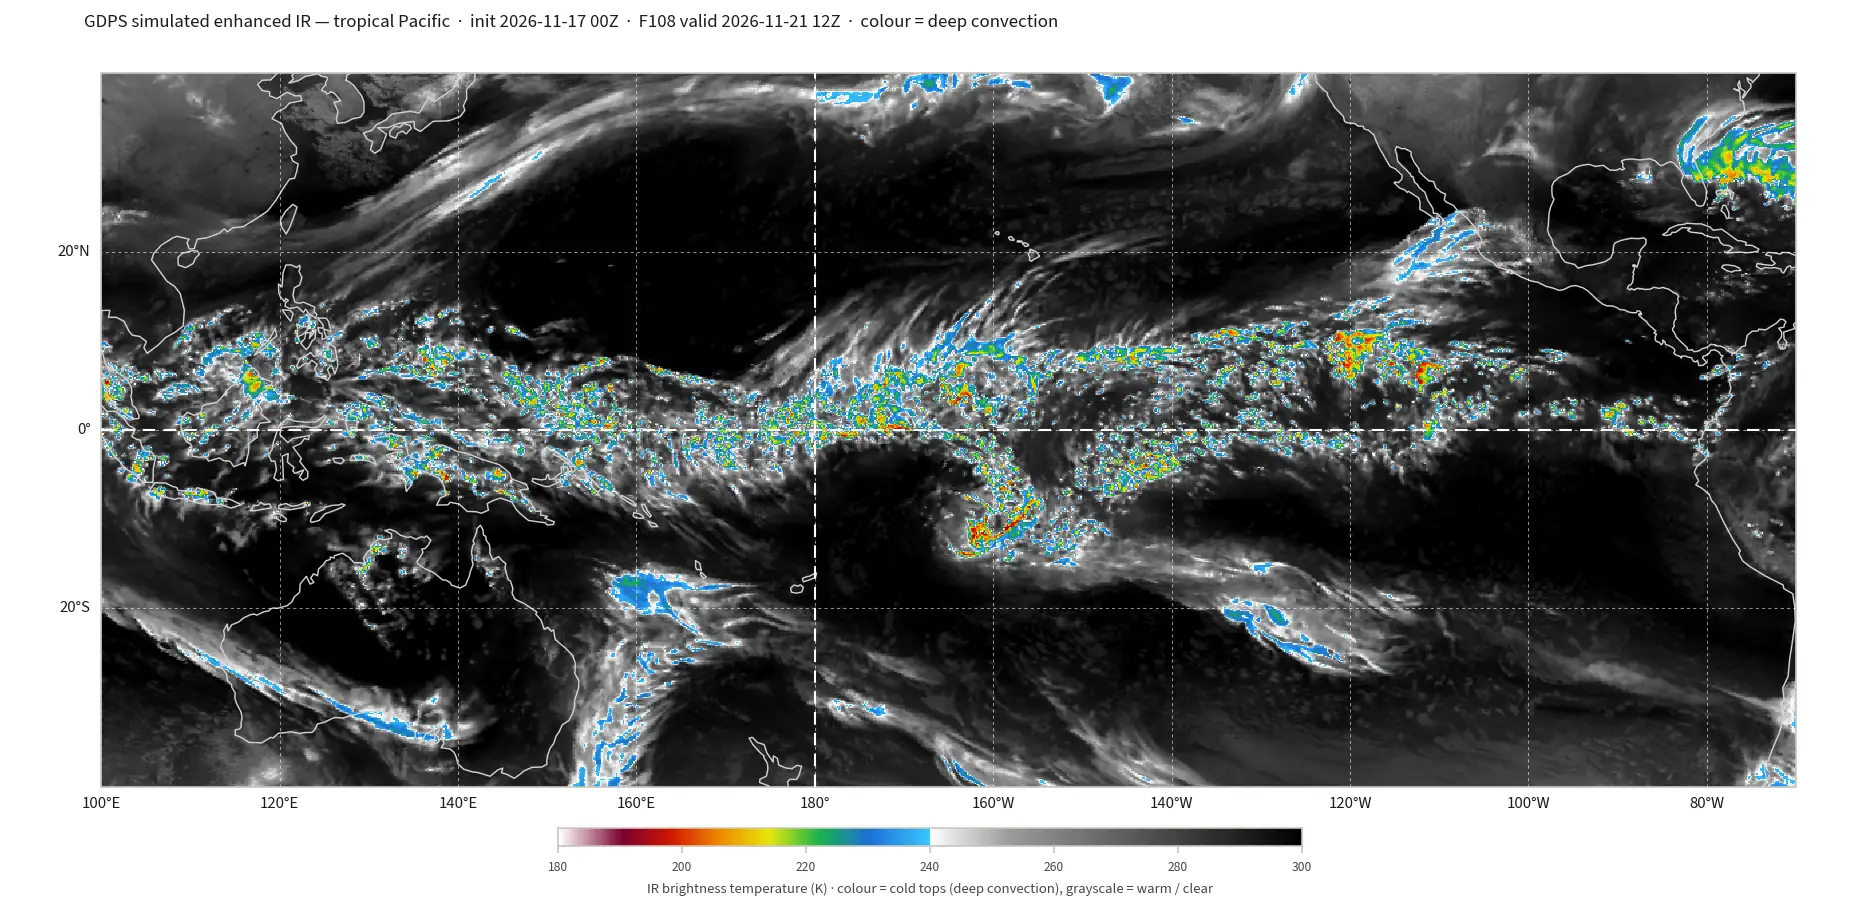 GDPS simulated enhanced IR — tropical Pacific · init 2026-11-17 00Z · F108 valid 2026-11-21 12Z · colour = deep convection
20°N
0°
20°S
100°E 120°E 140°E 160°E 180° 160°W 140°W 120°W 100°W 80°W
180 200 220 240 260 280 300
IR brightness temperature (K) · colour = cold tops (deep convection), grayscale = warm / clear